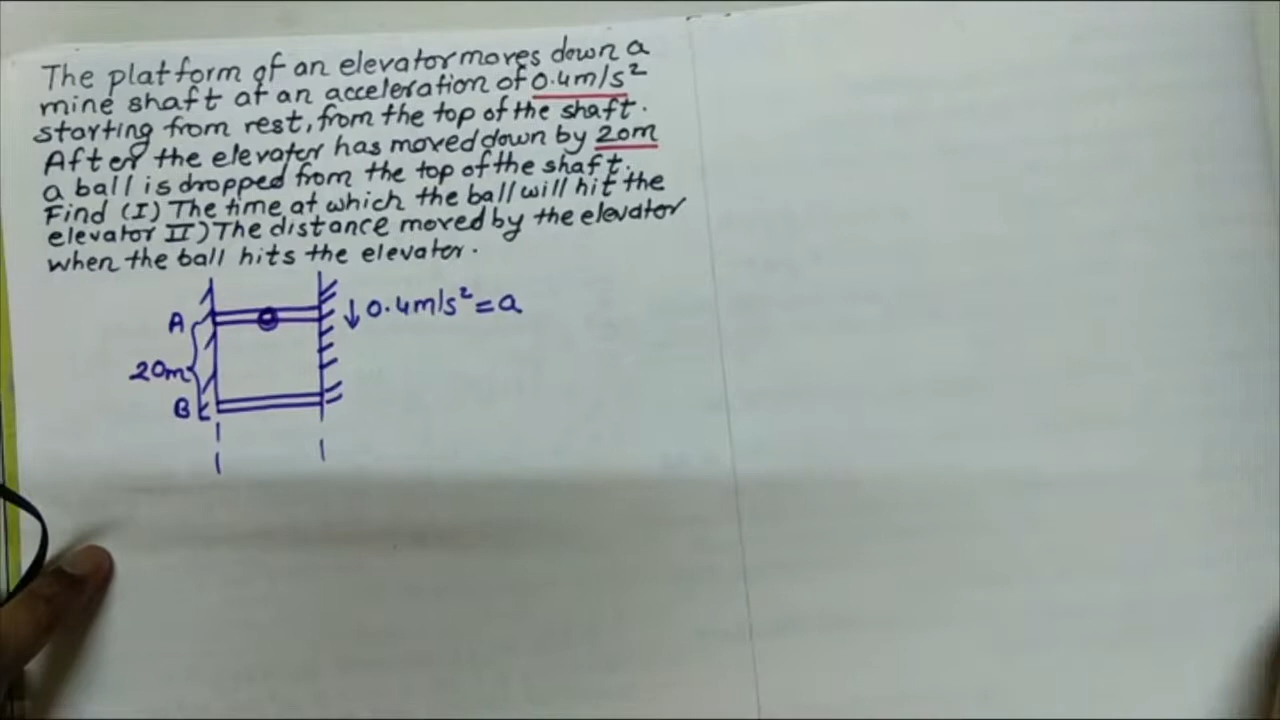 The platform of an elevator moves down a
mine shaft at an acceleration of 0.4m/s²
starting from rest, from the top of the shaft.
After the elevator has moved down by 20m
a ball is dropped from the top of the shaft.
Find (I) The time at which the ball will hit the
elevator II) The distance moved by the elevator
when the ball hits the elevator.
A ↓ 0.4m/s² = a
20m
B